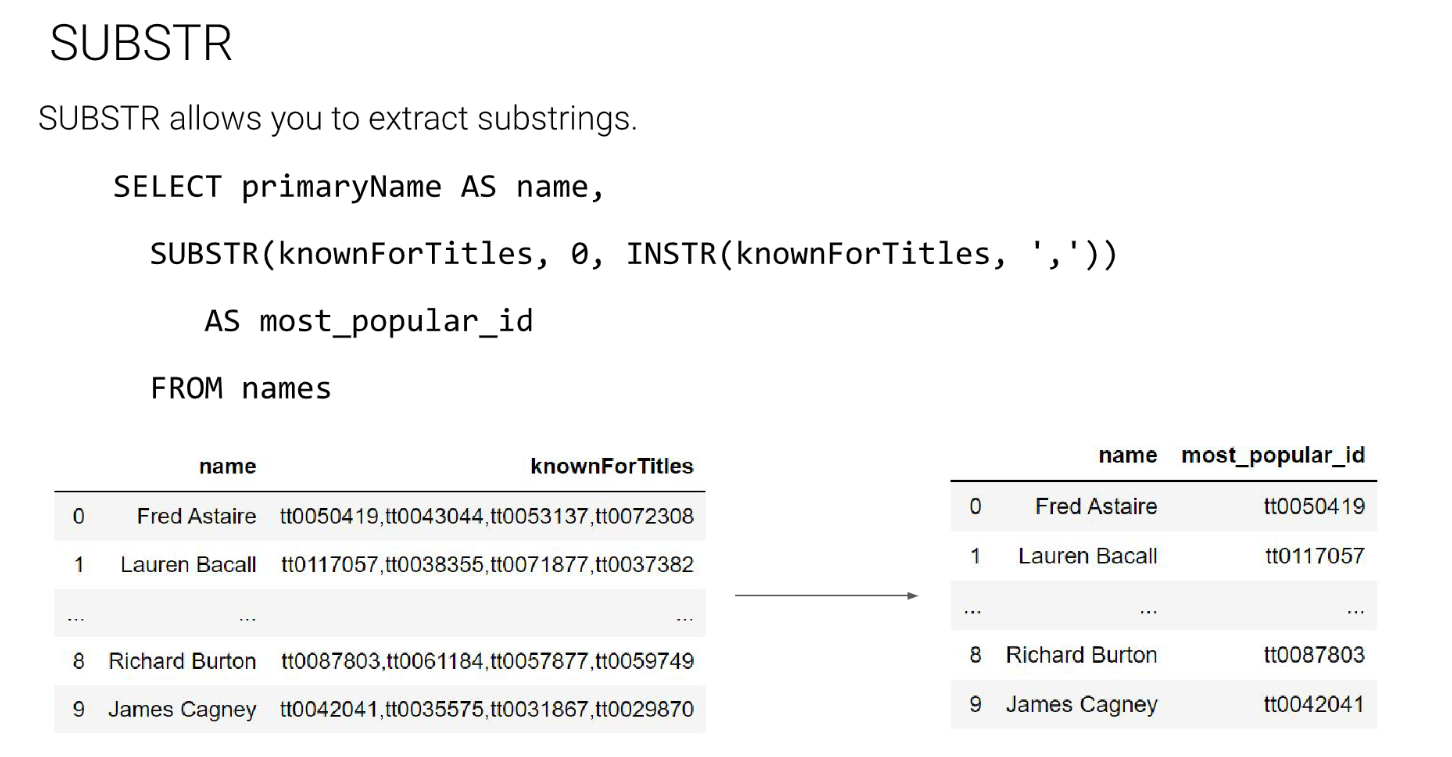 SUBSTR
SUBSTR allows you to extract substrings.
SELECT primaryName AS name,
SUBSTR(knownForTitles, 0, INSTR(knownForTitles, ','))
AS most_popular_id
FROM names
name knownForTitles
0 Fred Astaire tt0050419,tt0043044,tt0053137,tt0072308
1 Lauren Bacall tt0117057,tt0038355,tt0071877,tt0037382
... ... ...
8 Richard Burton tt0087803,tt0061184,tt0057877,tt0059749
9 James Cagney tt0042041,tt0035575,tt0031867,tt0029870
name most_popular_id
0 Fred Astaire tt0050419
1 Lauren Bacall tt0117057
... ... ...
8 Richard Burton tt0087803
9 James Cagney tt0042041